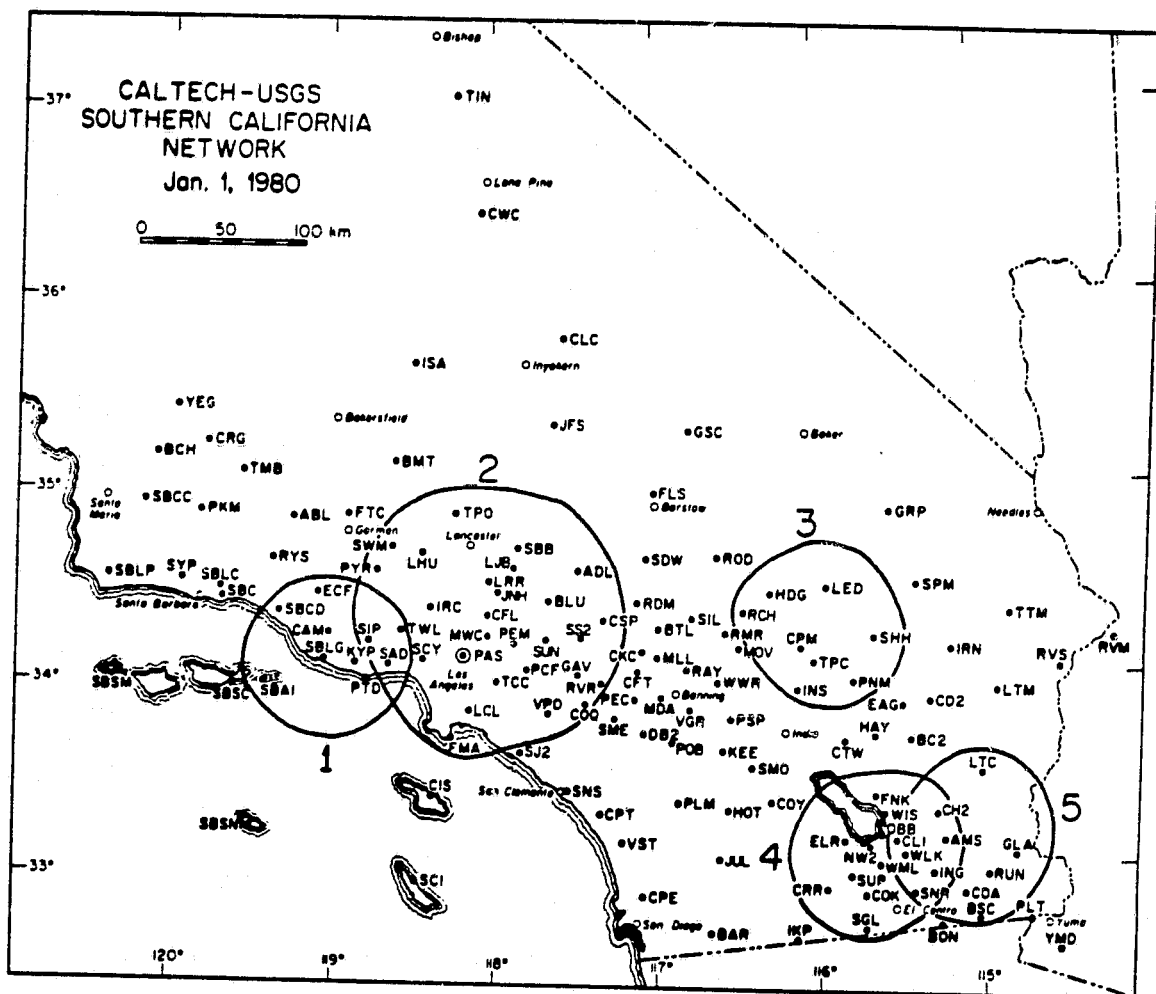 Bishop
TIN
37°
CALTECH-USGS
SOUTHERN CALIFORNIA
NETWORK
Jan. 1, 1980
Lone Pine
CWC
0 50 100 km
36°
CLC
ISA
Inyokern
YEG
Bakersfield
JFS
GSC
Baker
CRG
BCH
TMB
BMT
2
35°
Santa
Maria
SBCC
PKM
ABL
FTC
TPO
FLS
Barstow
GRP
Needles
3
Gorman
SWM
Lancaster
SBB
RYS
PYR
LHU
LJB
ADL
SDW
ROD
SBLP
SYP
SBLC
SBC
ECF
LRR
JNH
HDG
LED
SPM
Santa Barbara
SBCD
IRC
CFL
BLU
RDM
RCH
TTM
CAM
SIP
TWL
MWC
PEM
SUN
SS2
CSP
BTL
SIL
RMR
MOV
CPM
SHH
IRN
RVM
RVS
SBLG
KYP
SAD
SCY
PAS
Los
Angeles
PCF
GAV
CKC
MLL
RAY
TPC
34°
SBSM
SBSC
SBAI
PTD
TCC
RVR
CFT
WWR
INS
PNM
LTM
LCL
VPD
COQ
PEC
MDA
Banning
VGR
PSP
EAG
CD2
SME
DB2
POB
KEE
Indio
CTW
HAY
BC2
1
FMA
SJ2
SMO
LTC
5
CIS
San Clemente
SNS
SBSN
CPT
PLM
HOT
COY
FNK
WIS
OBB
CH2
VST
ELR
CLI
AMS
33°
4
NW2
WLK
GLA
JUL
WML
ING
RUN
SCI
CPE
CRR
SUP
COK
SNR
CDA
San Diego
El Centro
BSC
PLT
BAR
IKP
SGL
BON
Yuma
YMD
120° 119° 118° 117° 116° 115°